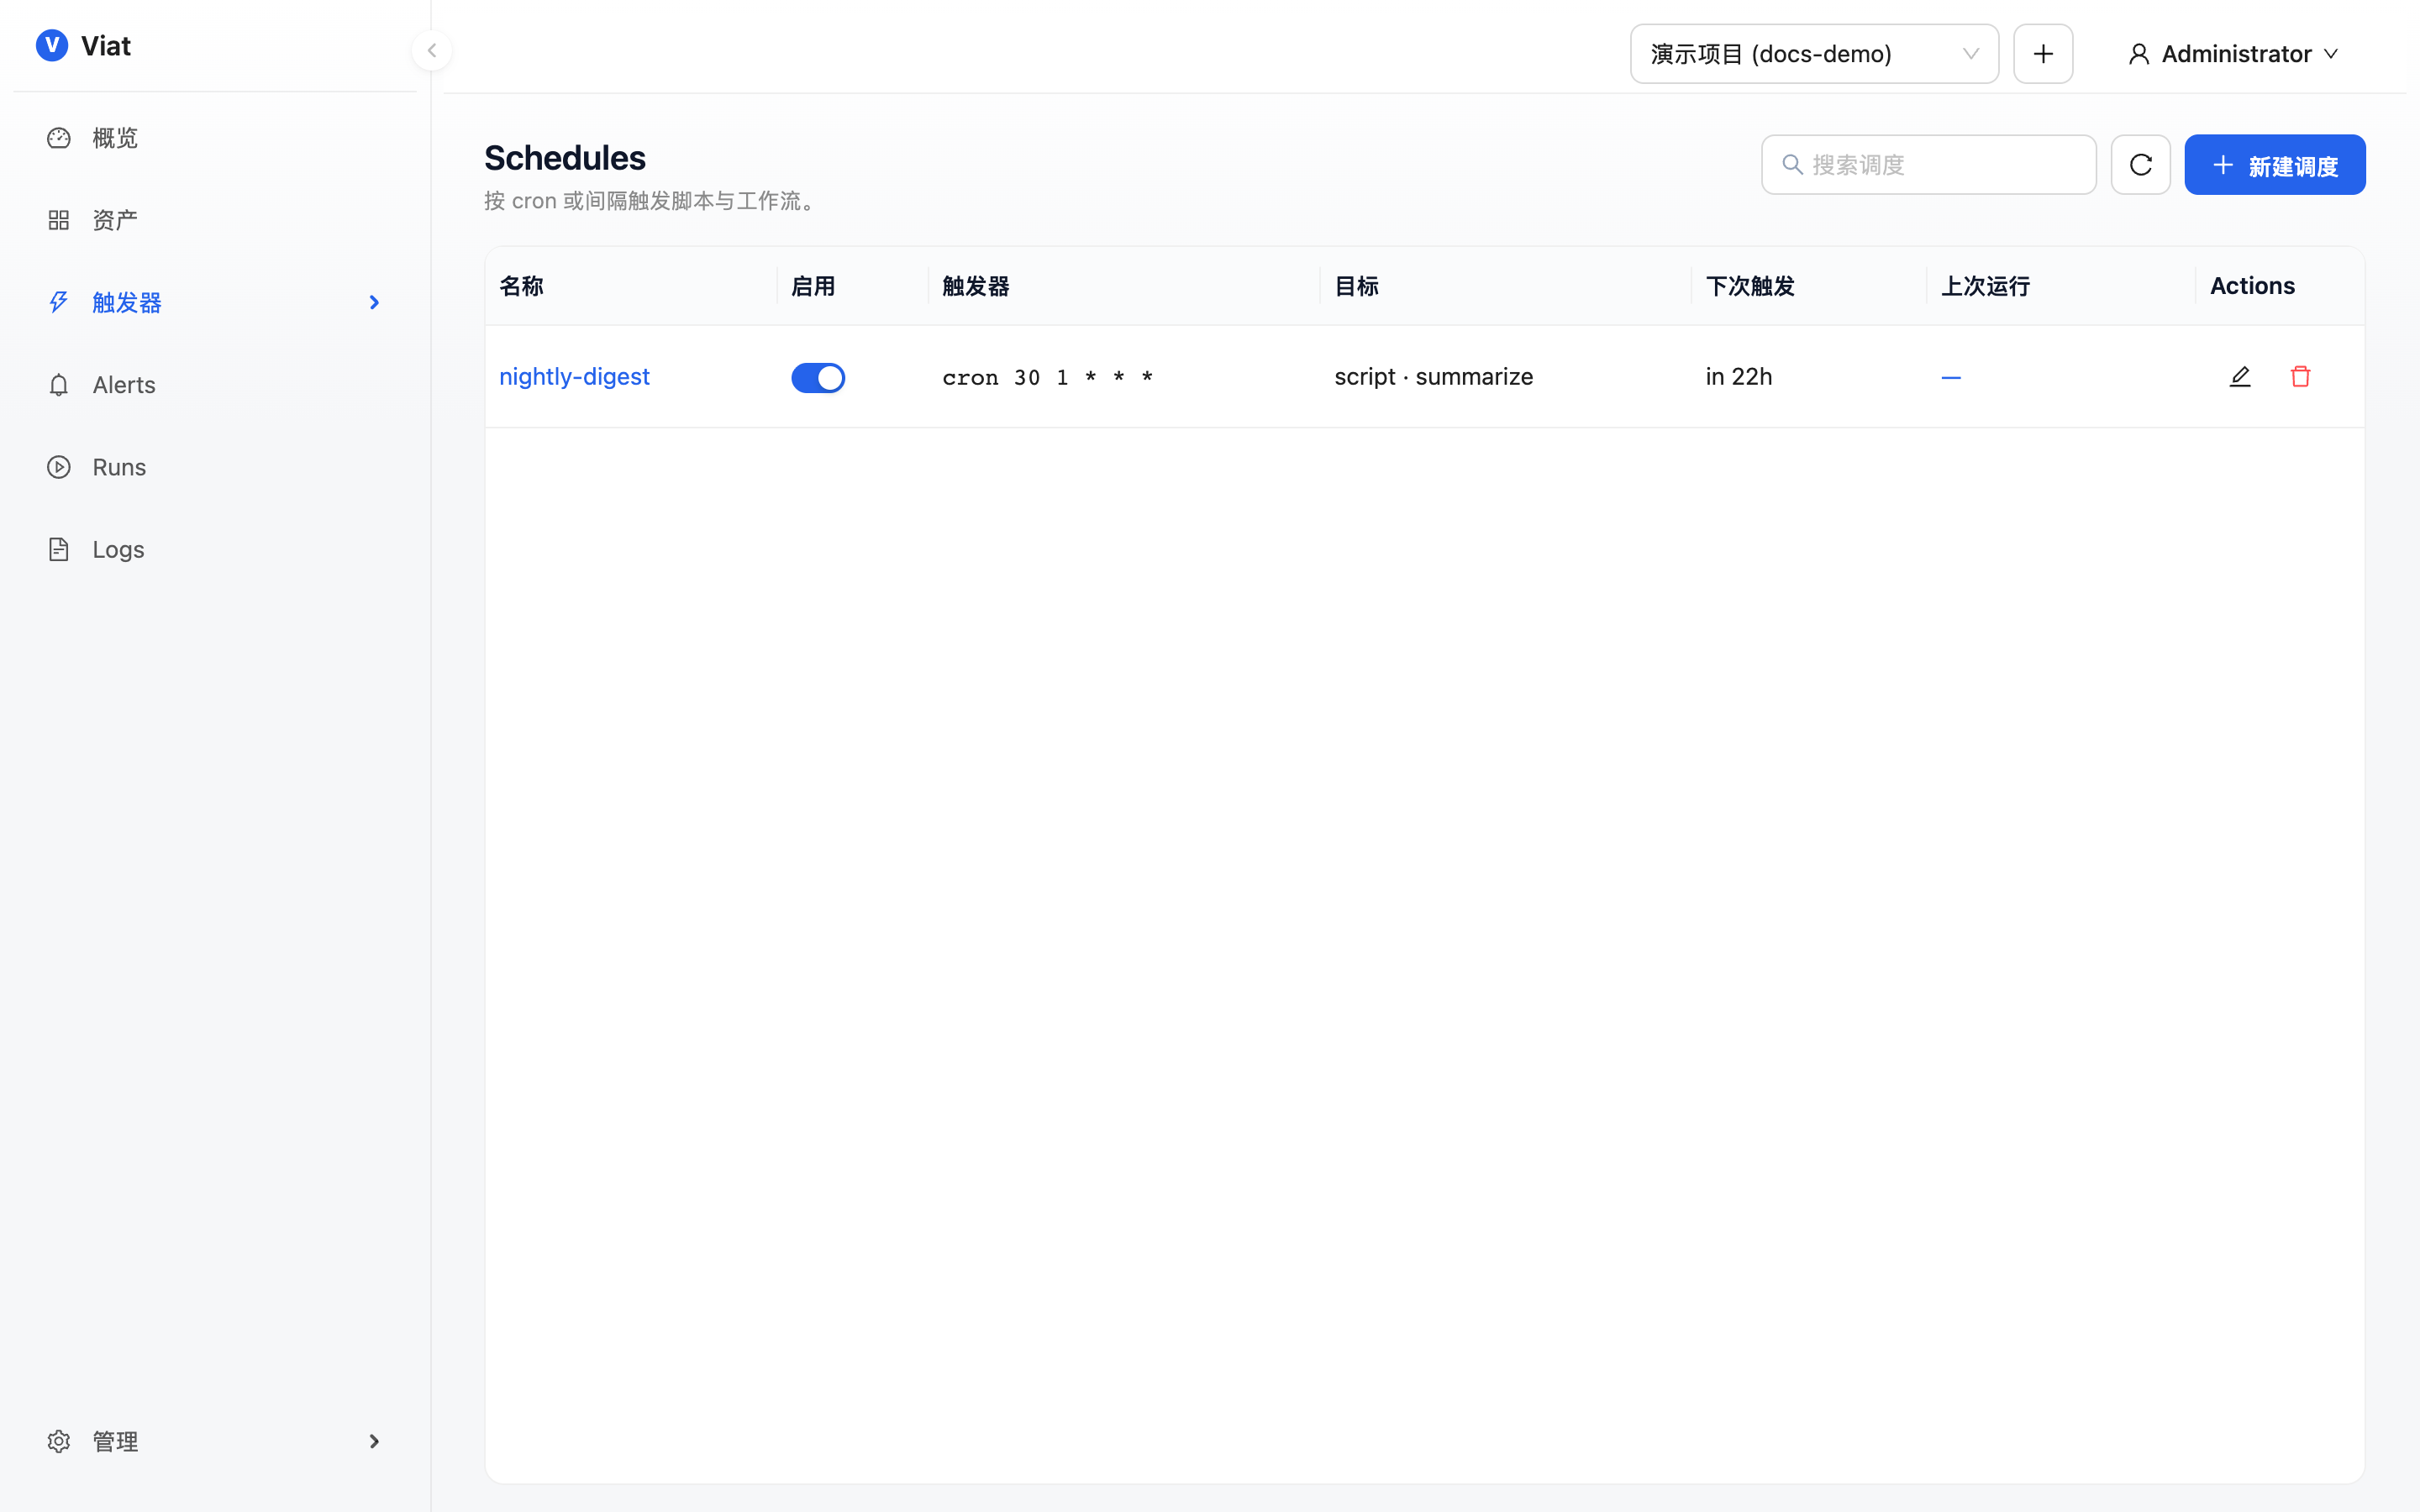 V Viat
演示项目 (docs-demo)
Administrator
概览
资产
触发器
Alerts
Runs
Logs
管理
Schedules
按 cron 或间隔触发脚本与工作流。
搜索调度
新建调度
名称 启用 触发器 目标 下次触发 上次运行 Actions
nightly-digest cron 30 1 * * * script · summarize in 22h —